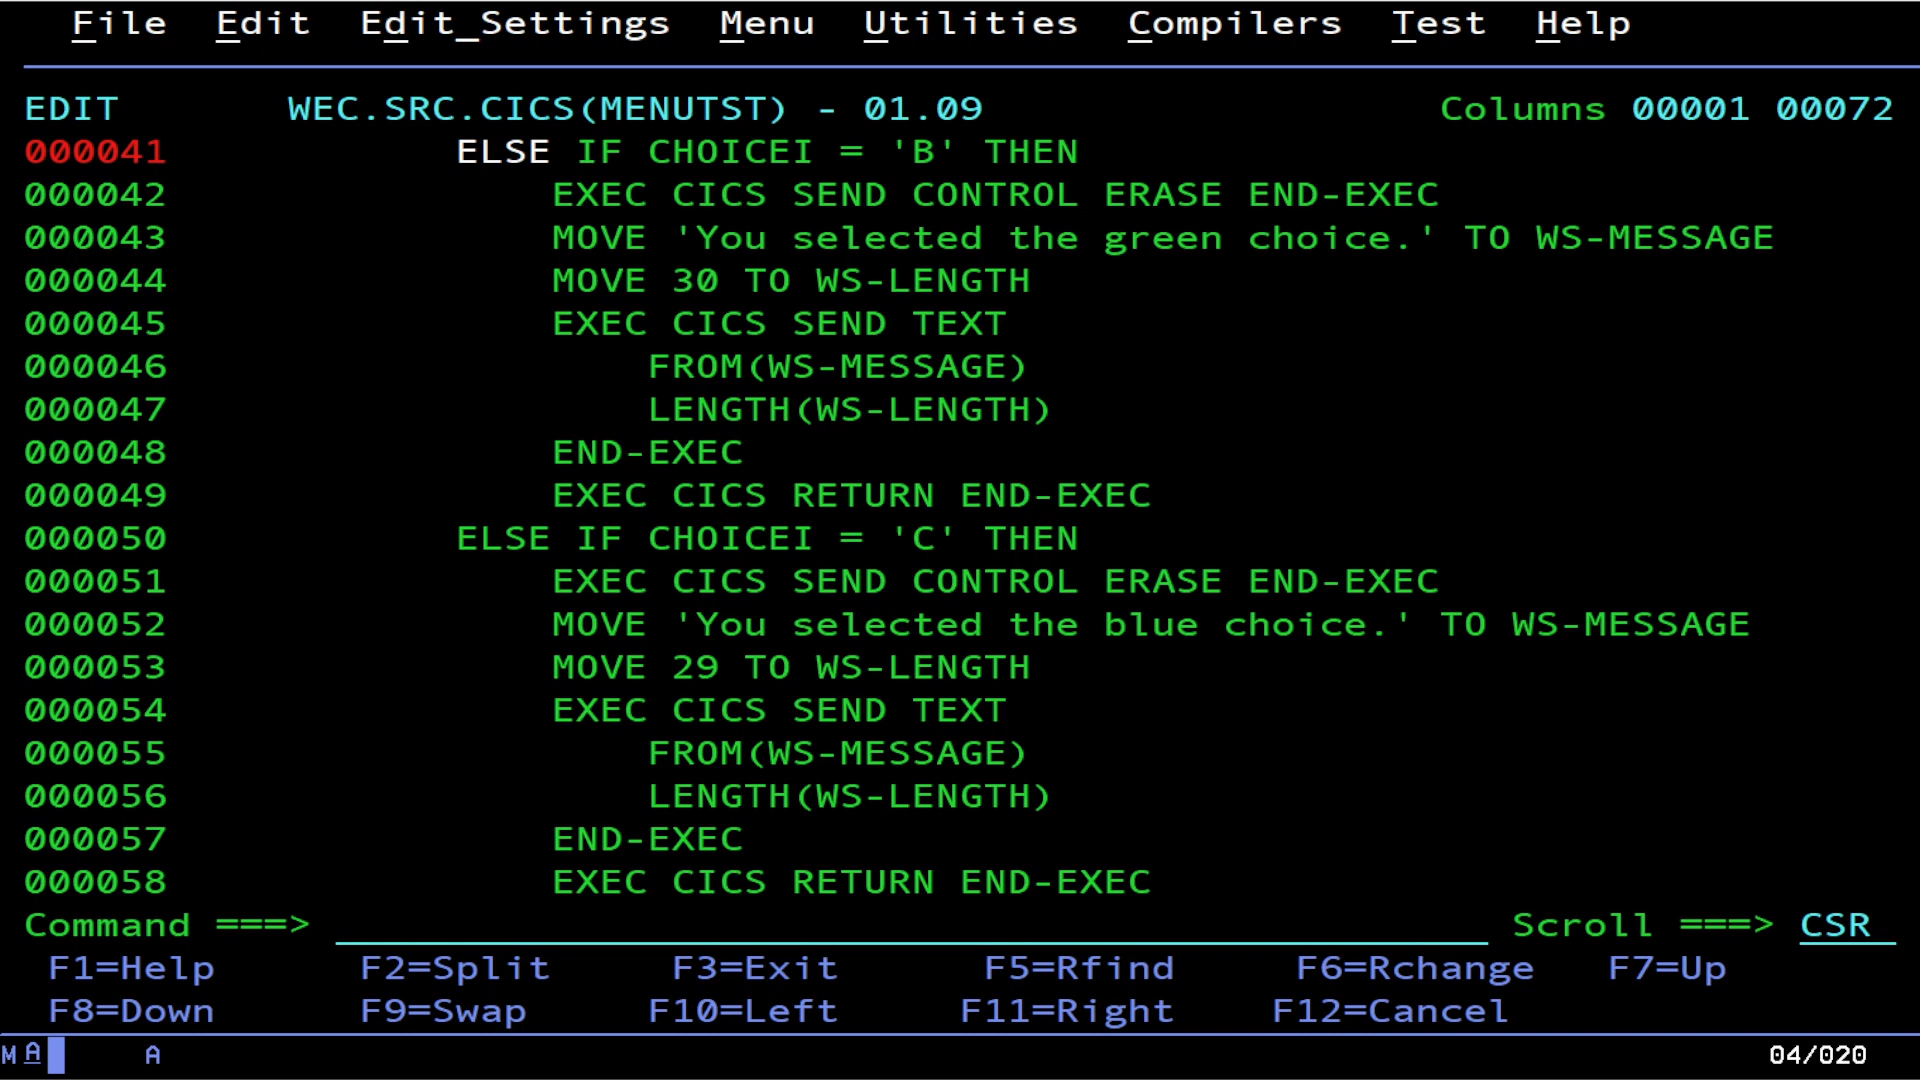 File  Edit  Edit_Settings  Menu  Utilities  Compilers  Test  Help
EDIT       WEC.SRC.CICS(MENUTST) - 01.09                   Columns 00001 00072
000041            ELSE IF CHOICEI = 'B' THEN
000042                EXEC CICS SEND CONTROL ERASE END-EXEC
000043                MOVE 'You selected the green choice.' TO WS-MESSAGE
000044                MOVE 30 TO WS-LENGTH
000045                EXEC CICS SEND TEXT
000046                    FROM(WS-MESSAGE)
000047                    LENGTH(WS-LENGTH)
000048                END-EXEC
000049                EXEC CICS RETURN END-EXEC
000050            ELSE IF CHOICEI = 'C' THEN
000051                EXEC CICS SEND CONTROL ERASE END-EXEC
000052                MOVE 'You selected the blue choice.' TO WS-MESSAGE
000053                MOVE 29 TO WS-LENGTH
000054                EXEC CICS SEND TEXT
000055                    FROM(WS-MESSAGE)
000056                    LENGTH(WS-LENGTH)
000057                END-EXEC
000058                EXEC CICS RETURN END-EXEC
Command ===>                                                  Scroll ===> CSR
F1=Help      F2=Split     F3=Exit      F5=Rfind     F6=Rchange   F7=Up
F8=Down      F9=Swap     F10=Left     F11=Right    F12=Cancel
MA    A                                                                   04/020